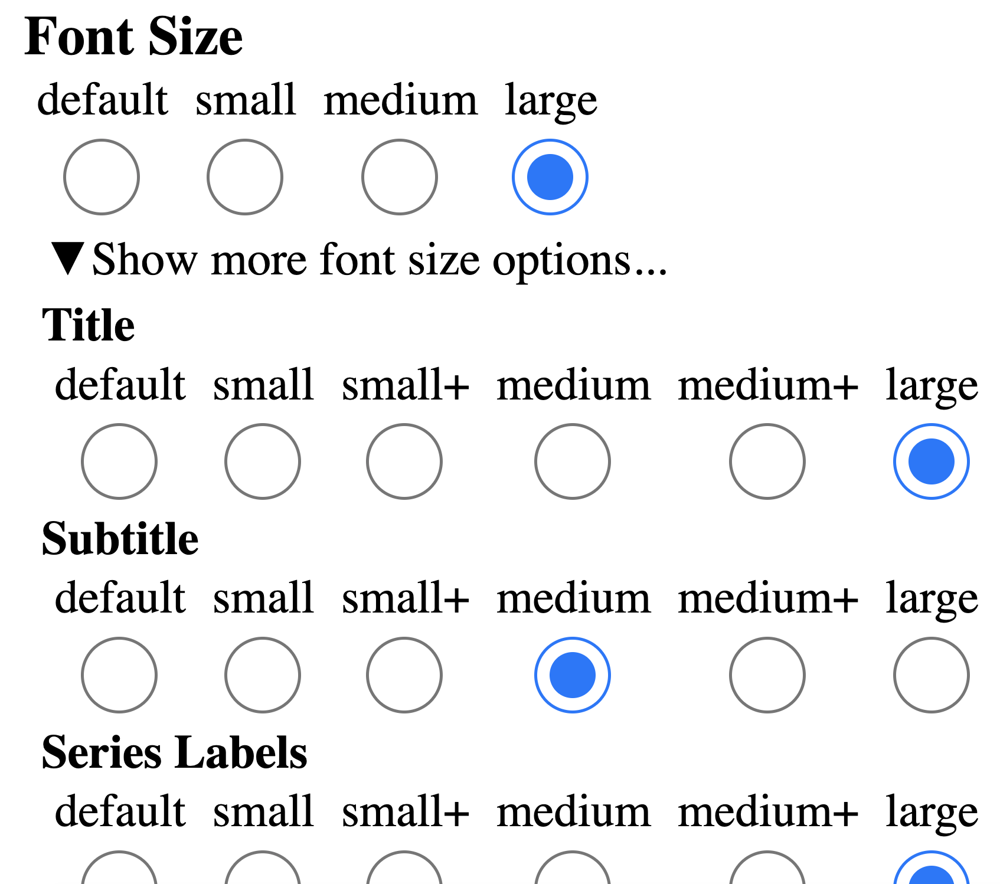 Font Size
default small medium large
▼Show more font size options...
Title
default small small+ medium medium+ large
Subtitle
default small small+ medium medium+ large
Series Labels
default small small+ medium medium+ large